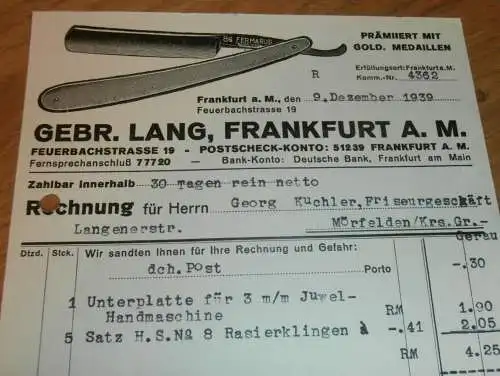 84 FERMARUS
PRÄMIIERT MIT
GOLD. MEDAILLEN
Erfüllungsort: Frankfurt a. M.
R Komm.-Nr. 4362
Frankfurt a. M., den 9. Dezember 1939
Feuerbachstrasse 19
GEBR. LANG, FRANKFURT A. M.
FEUERBACHSTRASSE 19 - POSTSCHECK-KONTO: 51239 FRANKFURT A. M.
Fernsprechanschluß 77720 - Bank-Konto: Deutsche Bank, Frankfurt am Main
Zahlbar innerhalb 30 Tagen rein netto
Rechnung für Herrn Georg Kuchler, Friseurgeschäft
Langenerstr. Mörfelden/Krs.Gr.-
Gerau
Dtzd. Stck. Wir sandten Ihnen für Ihre Rechnung und Gefahr:
dch. Post Porto -.30
1 Unterplatte für 3 m/m Juwel-
Handmaschine RM 1.90
5 Satz H.S.No 8 Rasierklingen à -.41 2.05
RM 4.25